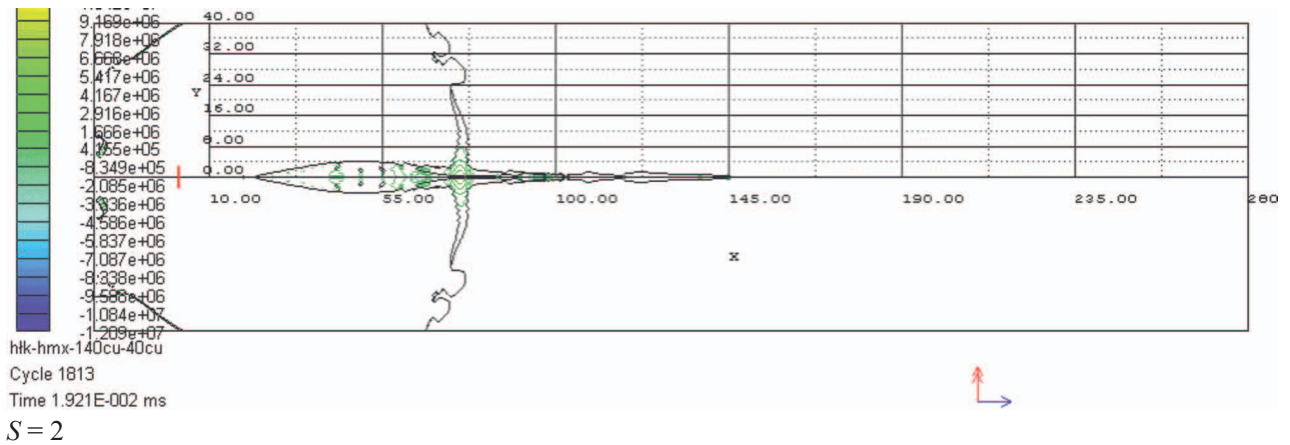 9.169e+06
7.918e+06
6.668e+06
5.417e+06
4.167e+06
2.916e+06
1.666e+06
4.155e+05
-8.349e+05
-2.085e+06
-3.336e+06
-4.586e+06
-5.837e+06
-7.087e+06
-8.338e+06
-9.588e+06
-1.084e+07
-1.209e+07
40.00
32.00
24.00
Y
16.00
8.00
0.00
10.00 55.00 100.00 145.00 190.00 235.00 280
X
hłk-hmx-140cu-40cu
Cycle 1813
Time 1.921E-002 ms
S = 2